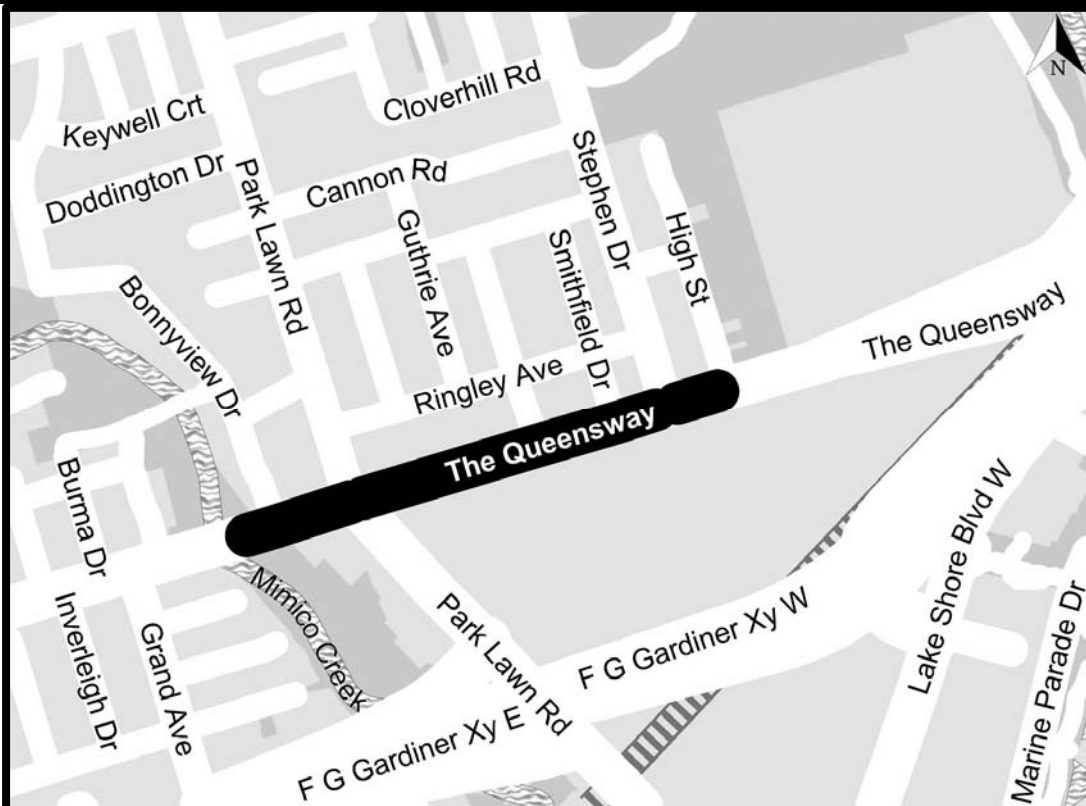 N
Cloverhill Rd
Keywell Crt
Doddington Dr
Park Lawn Rd
Cannon Rd
Stephen Dr
High St
Guthrie Ave
Smithfield Dr
Bonnyview Dr
The Queensway
Ringley Ave
The Queensway
Burma Dr
Mimico Creek
Inverleigh Dr
Grand Ave
Park Lawn Rd
F G Gardiner Xy W
F G Gardiner Xy E
Lake Shore Blvd W
Marine Parade Dr